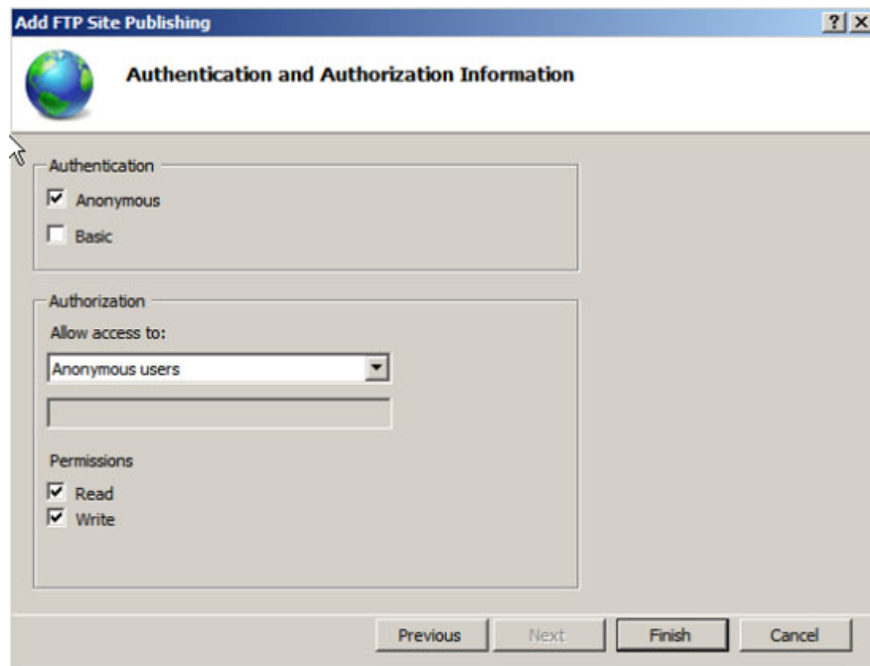 Add FTP Site Publishing
Authentication and Authorization Information
Authentication
Anonymous
Basic
Authorization
Allow access to:
Anonymous users
Permissions
Read
Write
Previous Next Finish Cancel